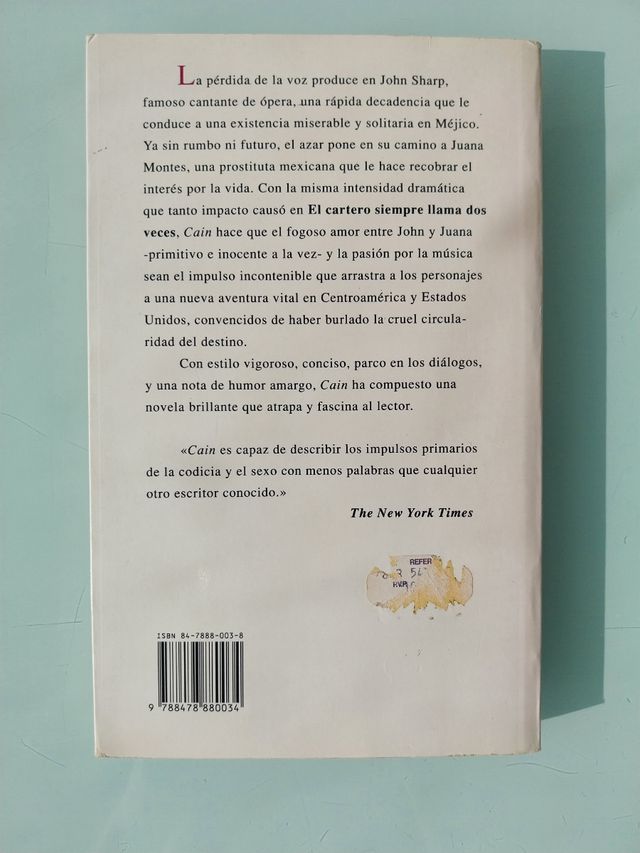 La pérdida de la voz produce en John Sharp,
famoso cantante de ópera, una rápida decadencia que le
conduce a una existencia miserable y solitaria en Méjico.
Ya sin rumbo ni futuro, el azar pone en su camino a Juana
Montes, una prostituta mexicana que le hace recobrar el
interés por la vida. Con la misma intensidad dramática
que tanto impacto causó en El cartero siempre llama dos
veces, Cain hace que el fogoso amor entre John y Juana
-primitivo e inocente a la vez- y la pasión por la música
sean el impulso incontenible que arrastra a los personajes
a una nueva aventura vital en Centroamérica y Estados
Unidos, convencidos de haber burlado la cruel circula-
ridad del destino.
Con estilo vigoroso, conciso, parco en los diálogos,
y una nota de humor amargo, Cain ha compuesto una
novela brillante que atrapa y fascina al lector.
«Cain es capaz de describir los impulsos primarios
de la codicia y el sexo con menos palabras que cualquier
otro escritor conocido.»
The New York Times
REFER
ISBN 84-7888-003-8
9 788478 880034